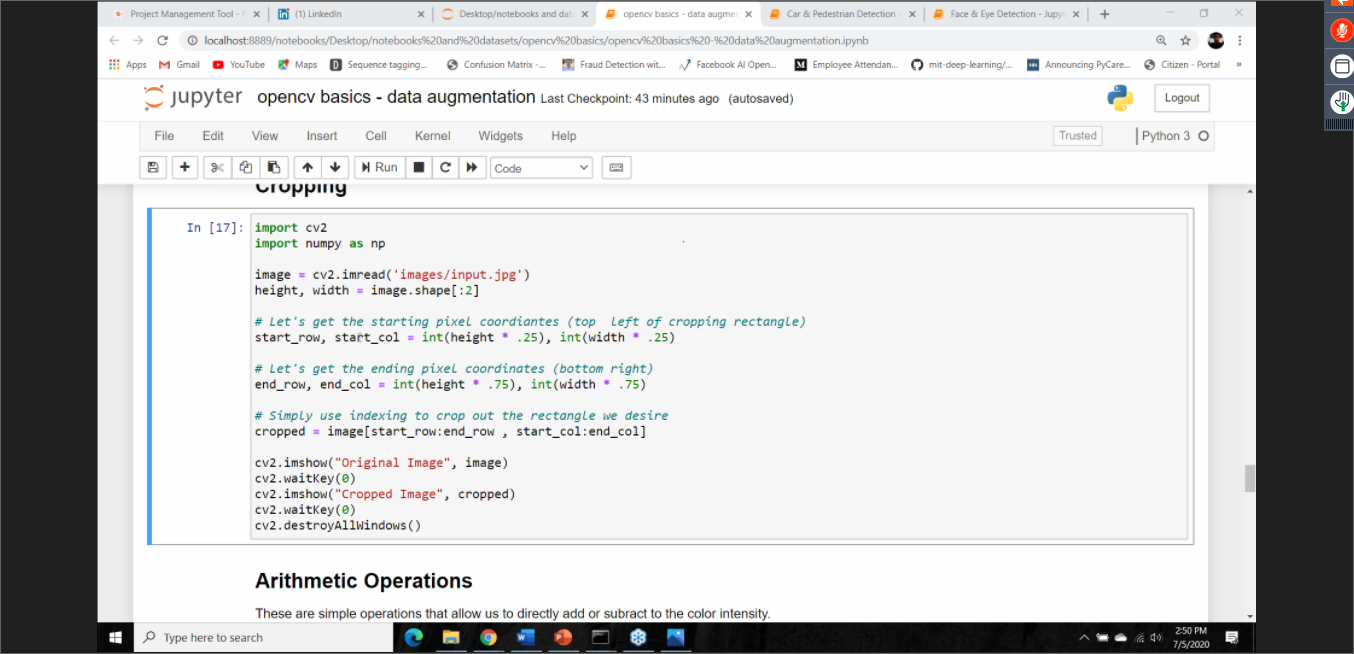 Project Management Tool - 
(1) LinkedIn
Desktop/notebooks and dat
opencv basics - data augmen
Car & Pedestrian Detection -
Face & Eye Detection - Jupyt
localhost:8889/notebooks/Desktop/notebooks%20and%20datasets/opencv%20basics/opencv%20basics%20-%20data%20augmentation.ipynb
Apps Gmail YouTube Maps Sequence tagging... Confusion Matrix -... Fraud Detection wit... Facebook AI Open... Employee Attendan... mit-deep-learning/... Announcing PyCare... Citizen - Portal »
jupyter opencv basics - data augmentation Last Checkpoint: 43 minutes ago (autosaved) Logout
File Edit View Insert Cell Kernel Widgets Help Trusted Python 3
Run Code
Cropping
In [17]: import cv2
import numpy as np
image = cv2.imread('images/input.jpg')
height, width = image.shape[:2]
# Let's get the starting pixel coordiantes (top  left of cropping rectangle)
start_row, start_col = int(height * .25), int(width * .25)
# Let's get the ending pixel coordinates (bottom right)
end_row, end_col = int(height * .75), int(width * .75)
# Simply use indexing to crop out the rectangle we desire
cropped = image[start_row:end_row , start_col:end_col]
cv2.imshow("Original Image", image)
cv2.waitKey(0)
cv2.imshow("Cropped Image", cropped)
cv2.waitKey(0)
cv2.destroyAllWindows()
Arithmetic Operations
These are simple operations that allow us to directly add or subract to the color intensity.
Type here to search
2:50 PM
7/5/2020